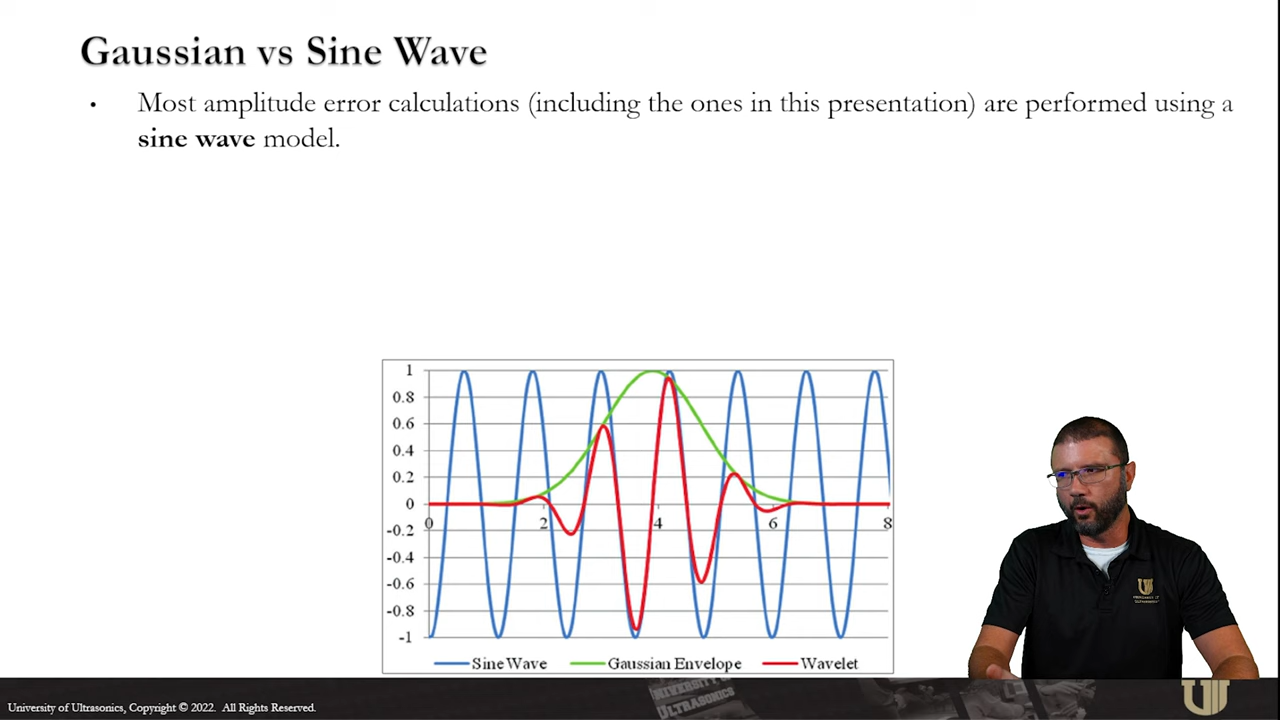 Gaussian vs Sine Wave
• Most amplitude error calculations (including the ones in this presentation) are performed using a
sine wave model.
1
0.8
0.6
0.4
0.2
0
-0.2
-0.4
-0.6
-0.8
-1
0 2 4 6 8
Sine Wave Gaussian Envelope Wavelet
University of Ultrasonics, Copyright © 2022. All Rights Reserved.